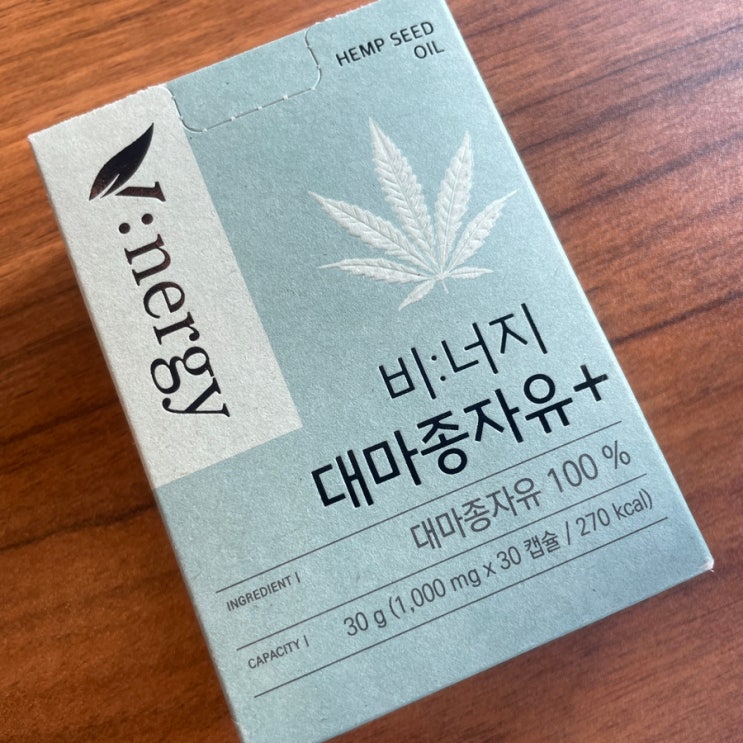 HEMP SEED
OIL
V:nergy
비:너지
대마종자유+
INGREDIENT | 대마종자유 100 %
CAPACITY | 30 g (1,000 mg x 30 캡슐 / 270 kcal)